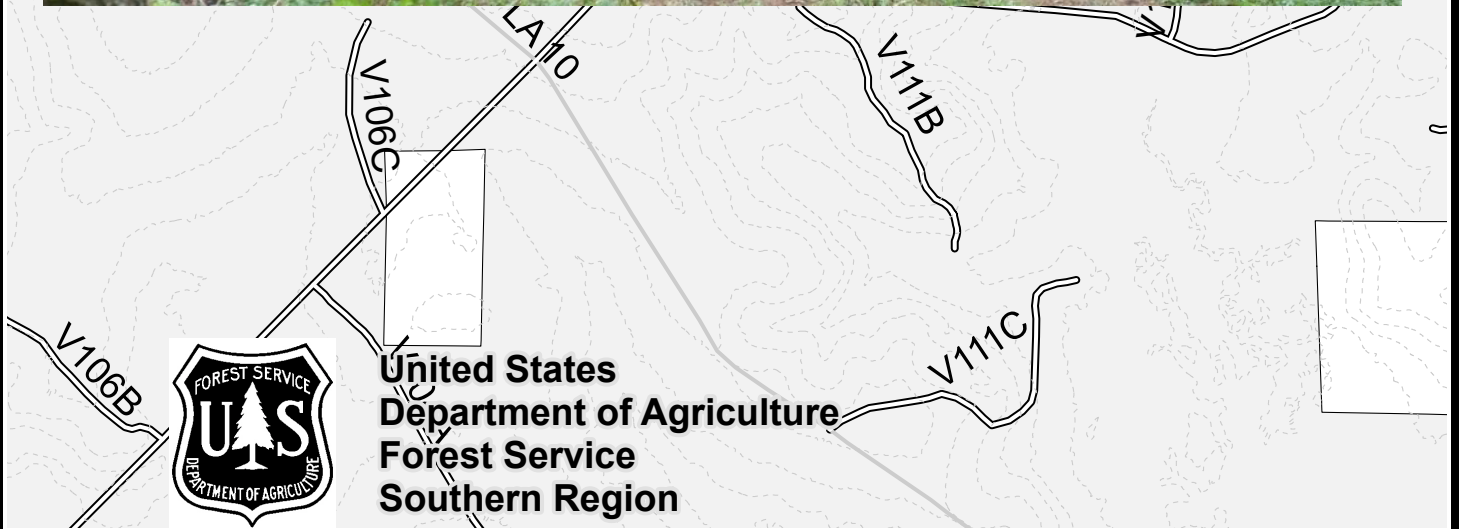 LA 10
V106C
V111B
V111C
V106B
FOREST SERVICE
US
DEPARTMENT OF AGRICULTURE
United States
Department of Agriculture
Forest Service
Southern Region